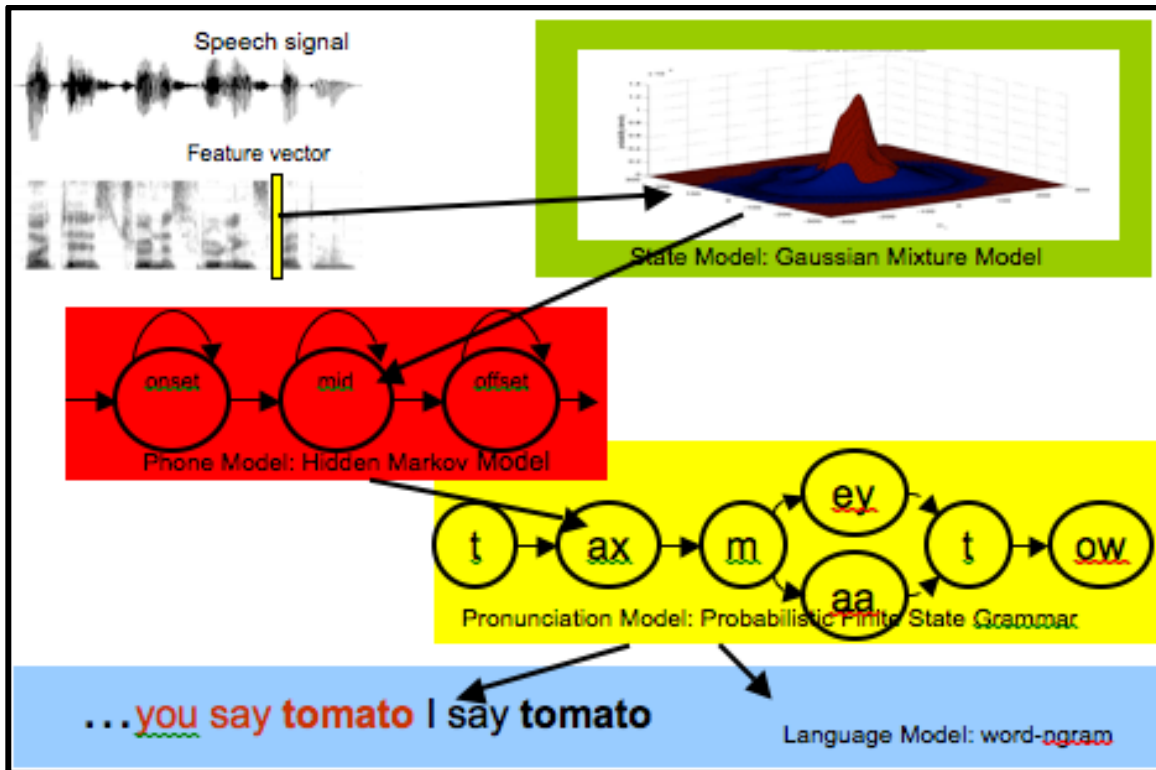 Speech signal
Feature vector
State Model: Gaussian Mixture Model
onset mid offset
Phone Model: Hidden Markov Model
ey
t ax m t ow
aa
Pronunciation Model: Probabilistic Finite State Grammar
...you say tomato I say tomato
Language Model: word-ngram